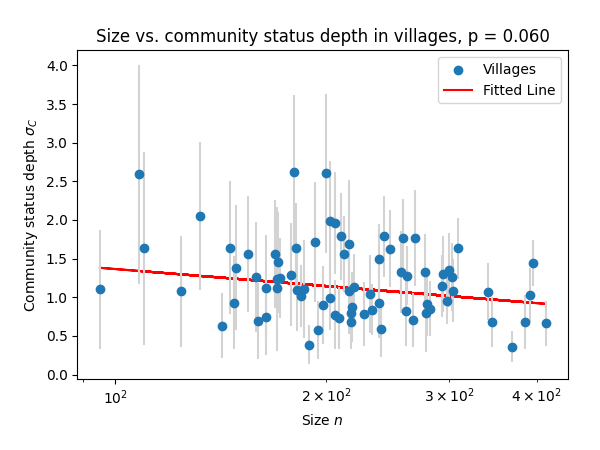 Size vs. community status depth in villages, p = 0.060
Villages
Fitted Line
Community status depth σ_C
4.0
3.5
3.0
2.5
2.0
1.5
1.0
0.5
0.0
10²
2 × 10²
3 × 10²
4 × 10²
Size n